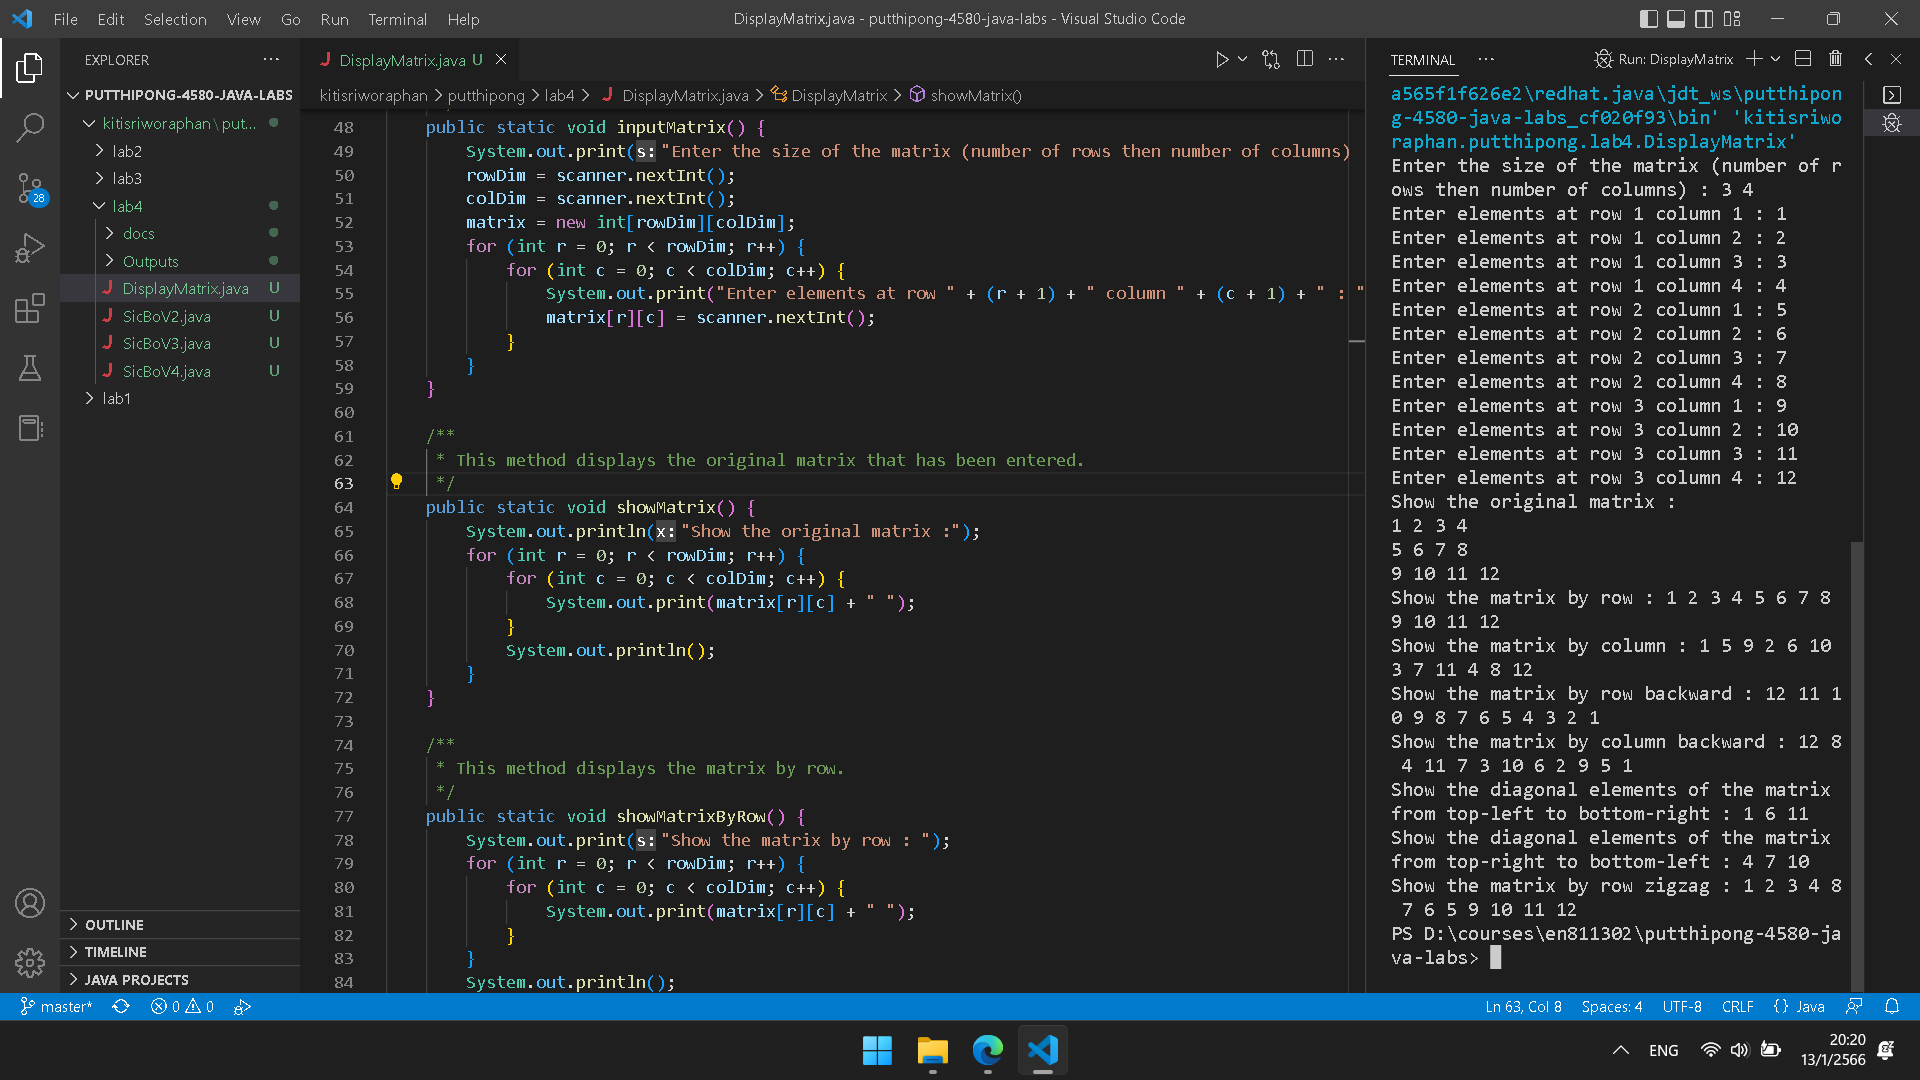 File Edit Selection View Go Run Terminal Help
DisplayMatrix.java - putthipong-4580-java-labs - Visual Studio Code
EXPLORER
PUTTHIPONG-4580-JAVA-LABS
kitisriworaphan\put...
lab2
lab3
lab4
docs
Outputs
DisplayMatrix.java U
SicBoV2.java U
SicBoV3.java U
SicBoV4.java U
lab1
OUTLINE
TIMELINE
JAVA PROJECTS
28
DisplayMatrix.java U
kitisriworaphan > putthipong > lab4 > DisplayMatrix.java > DisplayMatrix > showMatrix()
48 public static void inputMatrix() {
49 System.out.print(s:"Enter the size of the matrix (number of rows then number of columns)
50 rowDim = scanner.nextInt();
51 colDim = scanner.nextInt();
52 matrix = new int[rowDim][colDim];
53 for (int r = 0; r < rowDim; r++) {
54 for (int c = 0; c < colDim; c++) {
55 System.out.print("Enter elements at row " + (r + 1) + " column " + (c + 1) + " : "
56 matrix[r][c] = scanner.nextInt();
57 }
58 }
59 }
60
61 /**
62 * This method displays the original matrix that has been entered.
63 */
64 public static void showMatrix() {
65 System.out.println(x:"Show the original matrix :");
66 for (int r = 0; r < rowDim; r++) {
67 for (int c = 0; c < colDim; c++) {
68 System.out.print(matrix[r][c] + " ");
69 }
70 System.out.println();
71 }
72 }
73
74 /**
75 * This method displays the matrix by row.
76 */
77 public static void showMatrixByRow() {
78 System.out.print(s:"Show the matrix by row : ");
79 for (int r = 0; r < rowDim; r++) {
80 for (int c = 0; c < colDim; c++) {
81 System.out.print(matrix[r][c] + " ");
82 }
83 }
84 System.out.println();
TERMINAL
Run: DisplayMatrix
a565f1f626e2\redhat.java\jdt_ws\putthipon
g-4580-java-labs_cf020f93\bin' 'kitisriwo
raphan.putthipong.lab4.DisplayMatrix'
Enter the size of the matrix (number of r
ows then number of columns) : 3 4
Enter elements at row 1 column 1 : 1
Enter elements at row 1 column 2 : 2
Enter elements at row 1 column 3 : 3
Enter elements at row 1 column 4 : 4
Enter elements at row 2 column 1 : 5
Enter elements at row 2 column 2 : 6
Enter elements at row 2 column 3 : 7
Enter elements at row 2 column 4 : 8
Enter elements at row 3 column 1 : 9
Enter elements at row 3 column 2 : 10
Enter elements at row 3 column 3 : 11
Enter elements at row 3 column 4 : 12
Show the original matrix :
1 2 3 4
5 6 7 8
9 10 11 12
Show the matrix by row : 1 2 3 4 5 6 7 8
9 10 11 12
Show the matrix by column : 1 5 9 2 6 10
3 7 11 4 8 12
Show the matrix by row backward : 12 11 1
0 9 8 7 6 5 4 3 2 1
Show the matrix by column backward : 12 8
4 11 7 3 10 6 2 9 5 1
Show the diagonal elements of the matrix
from top-left to bottom-right : 1 6 11
Show the diagonal elements of the matrix
from top-right to bottom-left : 4 7 10
Show the matrix by row zigzag : 1 2 3 4 8
7 6 5 9 10 11 12
PS D:\courses\en811302\putthipong-4580-ja
va-labs>
master* 0 0
Ln 63, Col 8 Spaces: 4 UTF-8 CRLF {} Java
ENG
20:20
13/1/2566